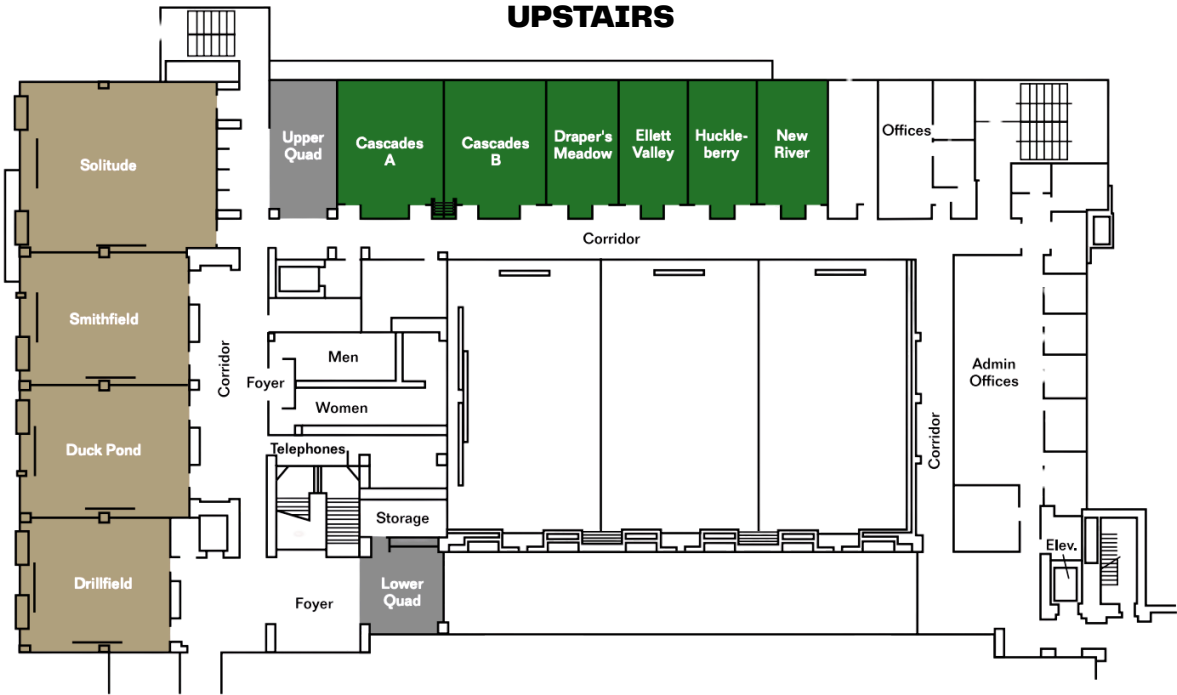 UPSTAIRS
Upper
Quad
Cascades
A
Cascades
B
Draper's
Meadow
Ellett
Valley
Huckle-
berry
New
River
Offices
Solitude
Corridor
Smithfield
Corridor
Foyer
Men
Women
Admin
Offices
Corridor
Duck Pond
Telephones
Storage
Elev.
Drillfield
Foyer
Lower
Quad